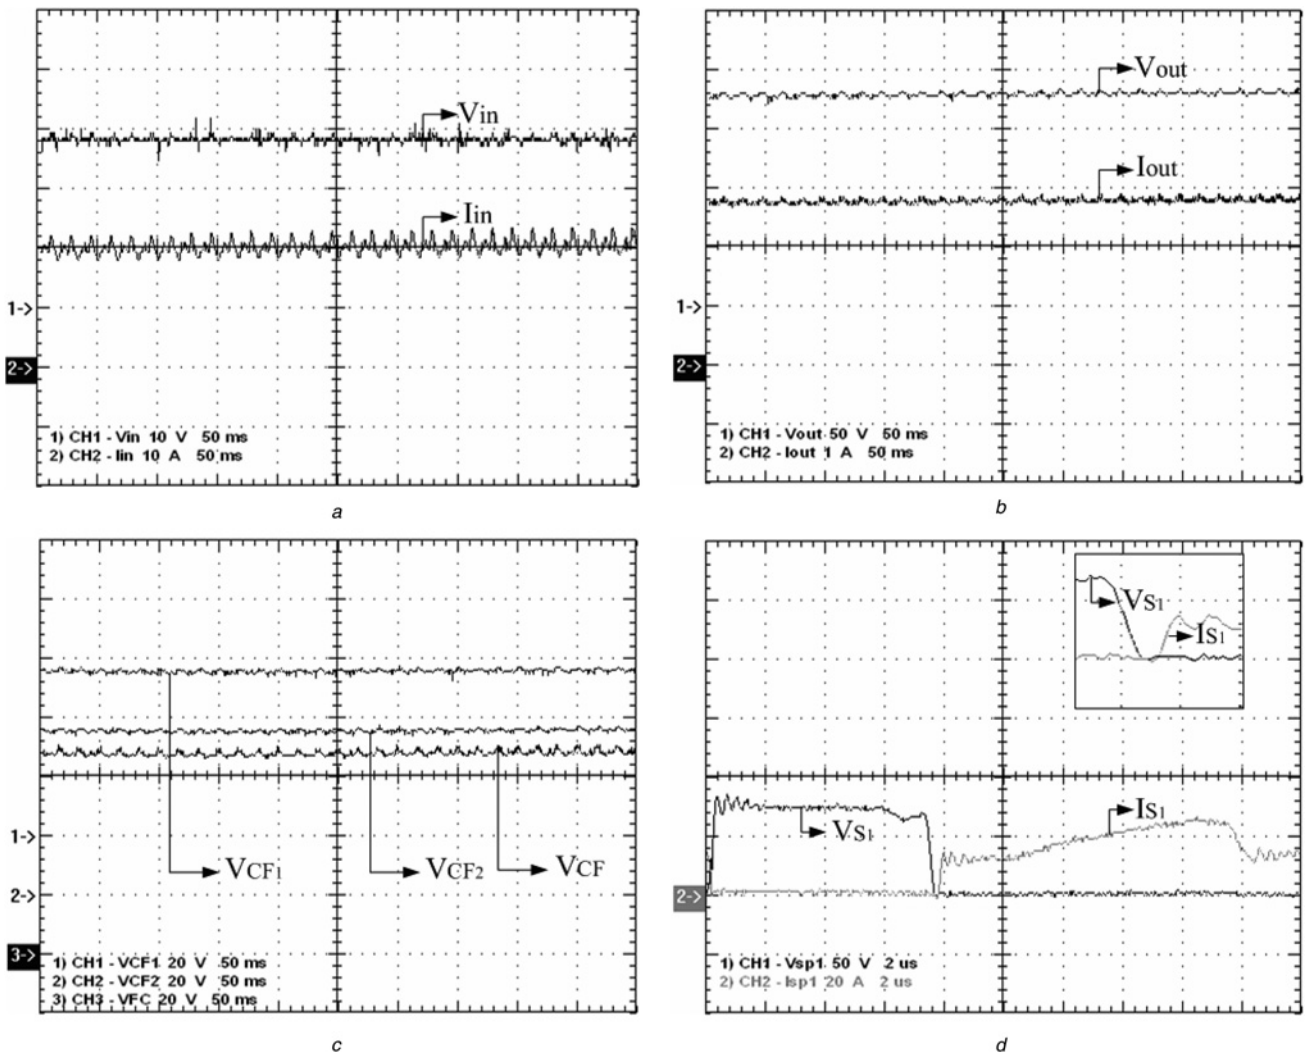 Vin
Iin
1->
2->
1) CH1 - Vin 10 V 50 ms
2) CH2 - Iin 10 A 50 ms
a
Vout
Iout
1->
2->
1) CH1 - Vout 50 V 50 ms
2) CH2 - Iout 1 A 50 ms
b
1->
2->
3->
VCF1
VCF2
VCF
1) CH1 - VCF1 20 V 50 ms
2) CH2 - VCF2 20 V 50 ms
3) CH3 - VFC 20 V 50 ms
c
VS1
IS1
IS1
VS1
2->
1) CH1 - Vsp1 50 V 2 us
2) CH2 - Isp1 20 A 2 us
d